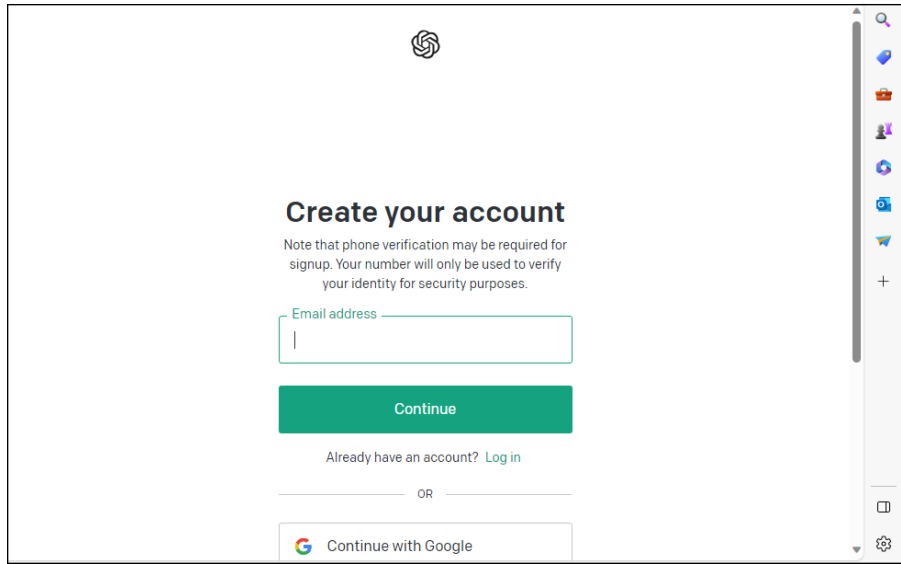 Create your account
Note that phone verification may be required for
signup. Your number will only be used to verify
your identity for security purposes.
Email address
Continue
Already have an account? Log in
OR
Continue with Google